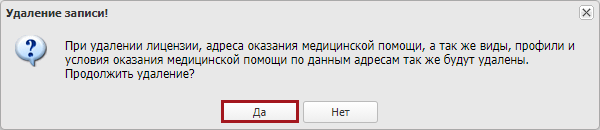 Удаление записи!
При удалении лицензии, адреса оказания медицинской помощи, а так же виды, профили и
условия оказания медицинской помощи по данным адресам так же будут удалены.
Продолжить удаление?
Да
Нет